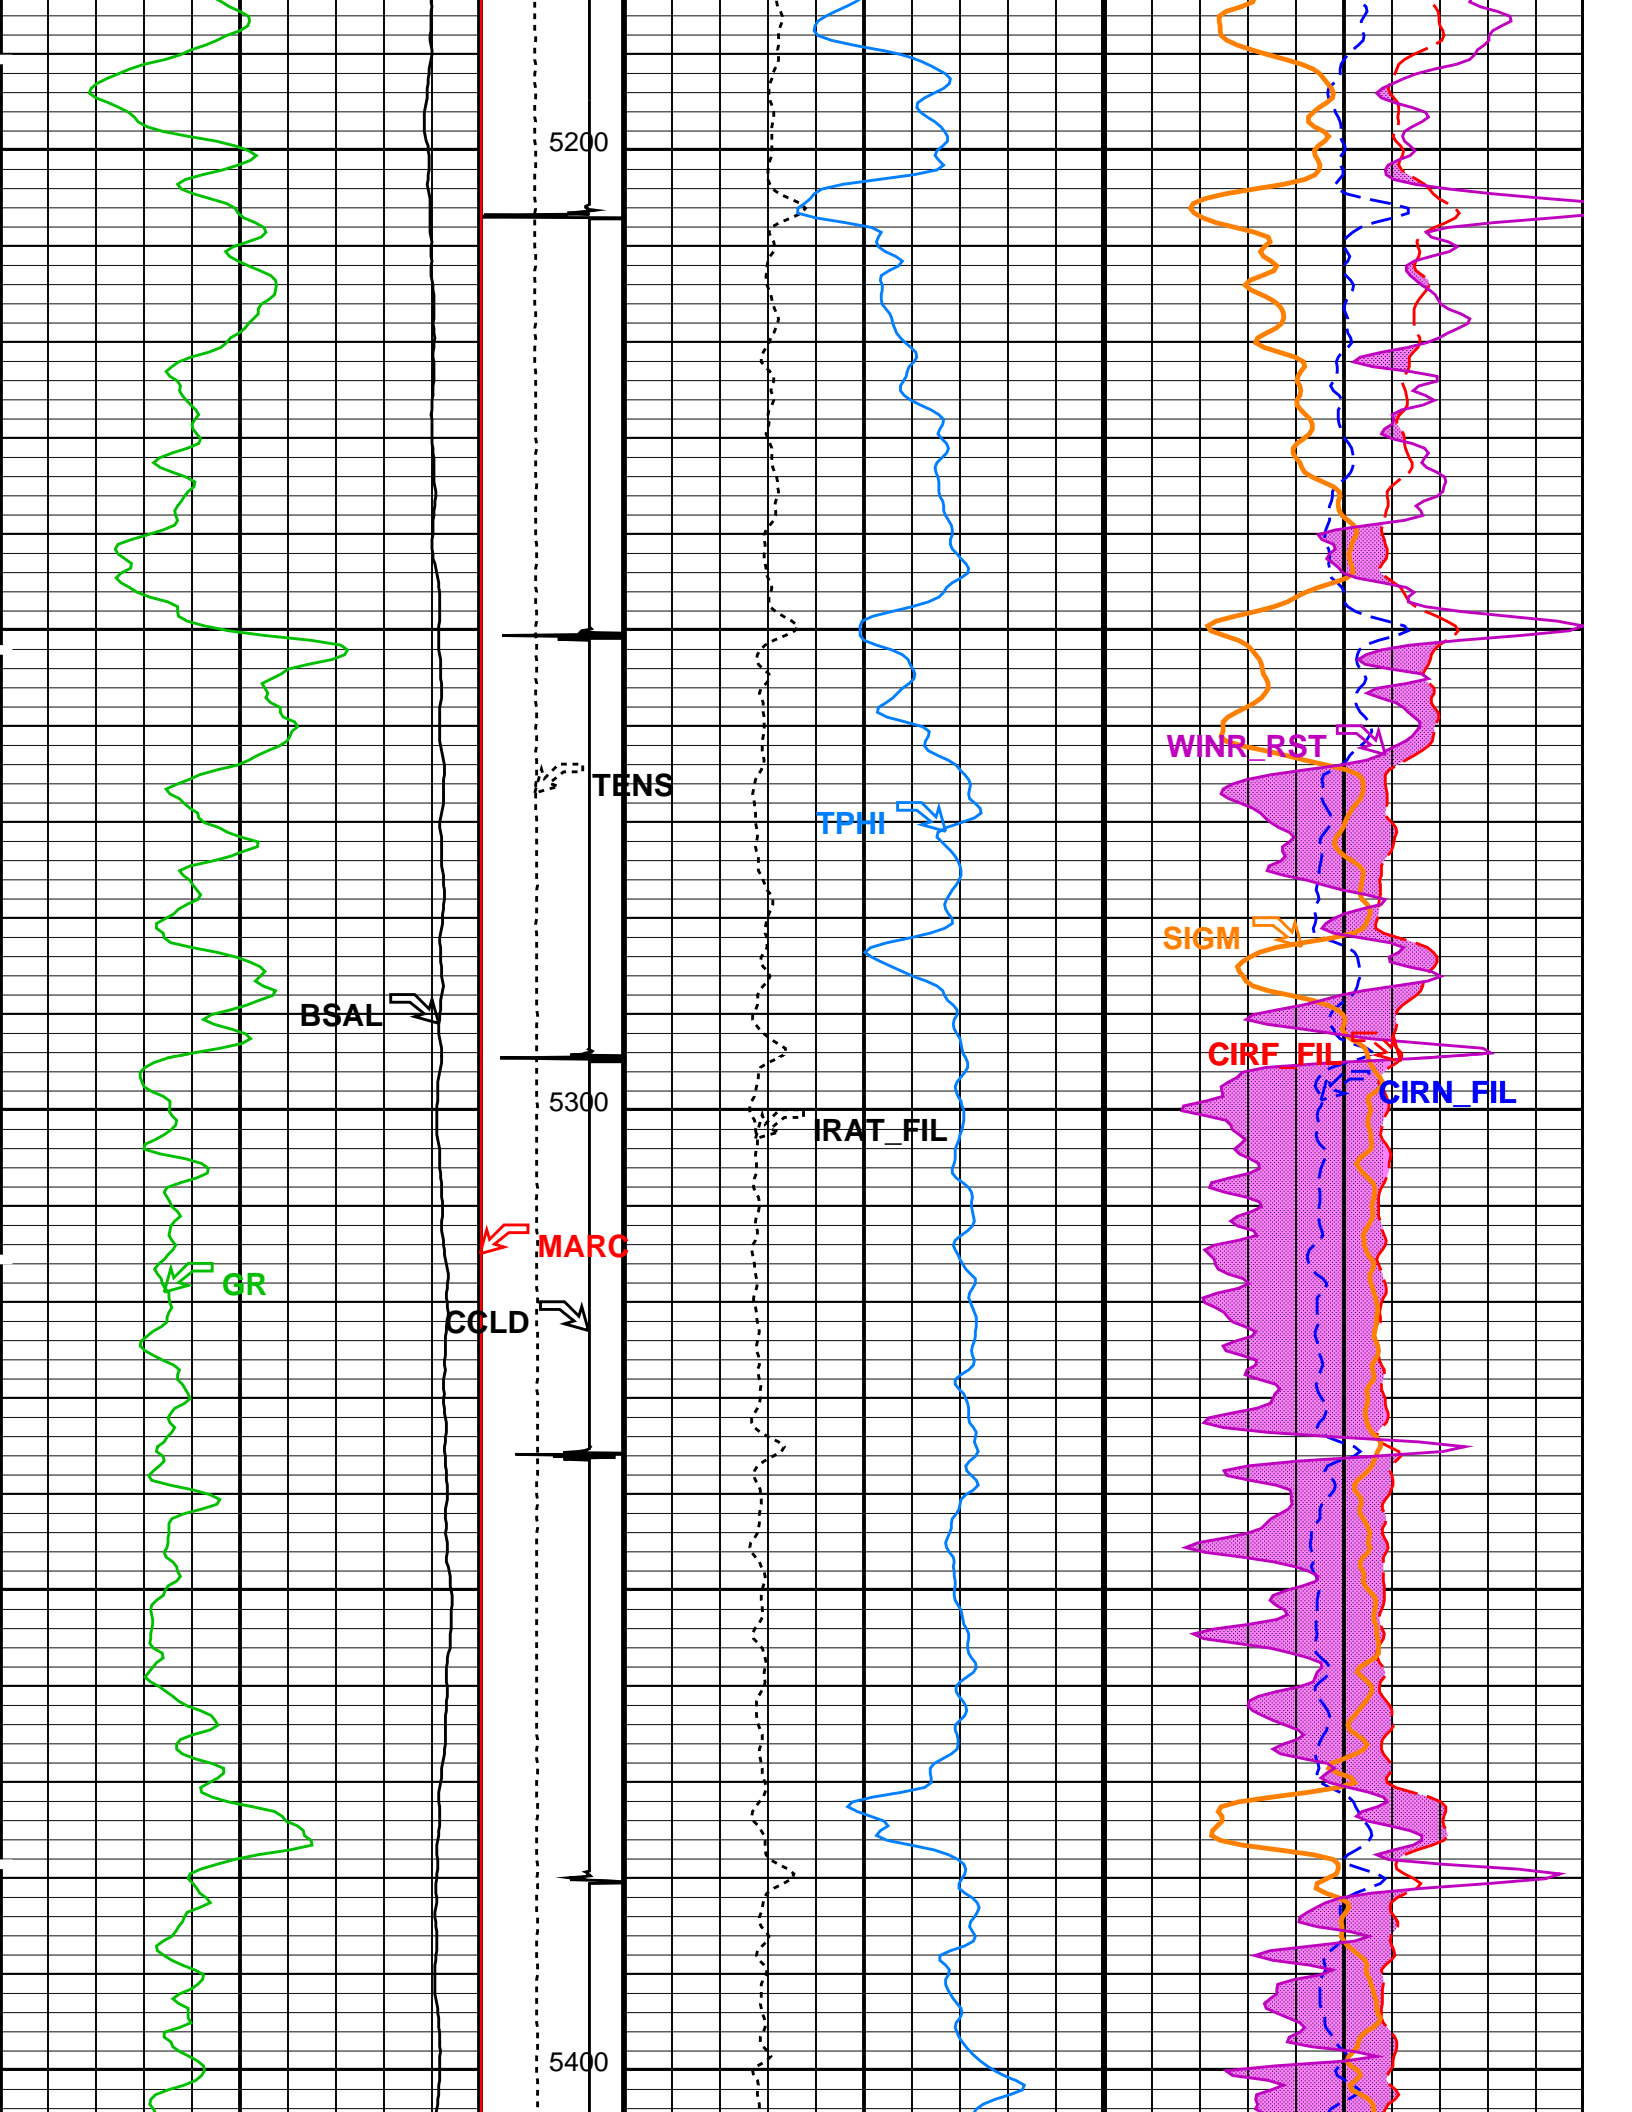 5200
WINR_RST
TENS
TPHI
SIGM
BSAL
CIRF_FIL
CIRN_FIL
5300
IRAT_FIL
MARC
GR
CCLD
5400